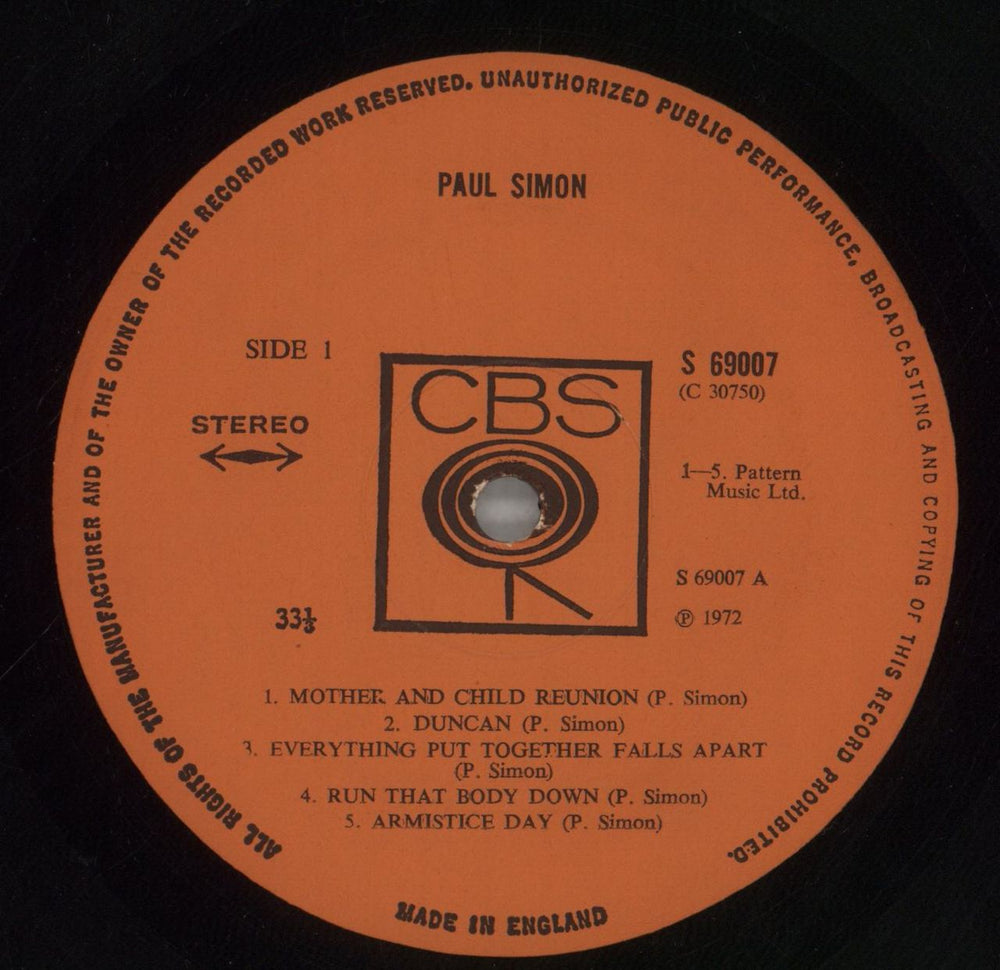 ALL RIGHTS OF THE MANUFACTURER AND OF THE OWNER OF THE RECORDED WORK RESERVED. UNAUTHORIZED PUBLIC PERFORMANCE, BROADCASTING AND COPYING OF THIS RECORD PROHIBITED.
PAUL SIMON
SIDE 1
STEREO
33⅓
CBS
S 69007
(C 30750)
1—5. Pattern
Music Ltd.
S 69007 A
Ⓟ 1972
1. MOTHER AND CHILD REUNION (P. Simon)
2. DUNCAN (P. Simon)
3. EVERYTHING PUT TOGETHER FALLS APART
(P. Simon)
4. RUN THAT BODY DOWN (P. Simon)
5. ARMISTICE DAY (P. Simon)
MADE IN ENGLAND